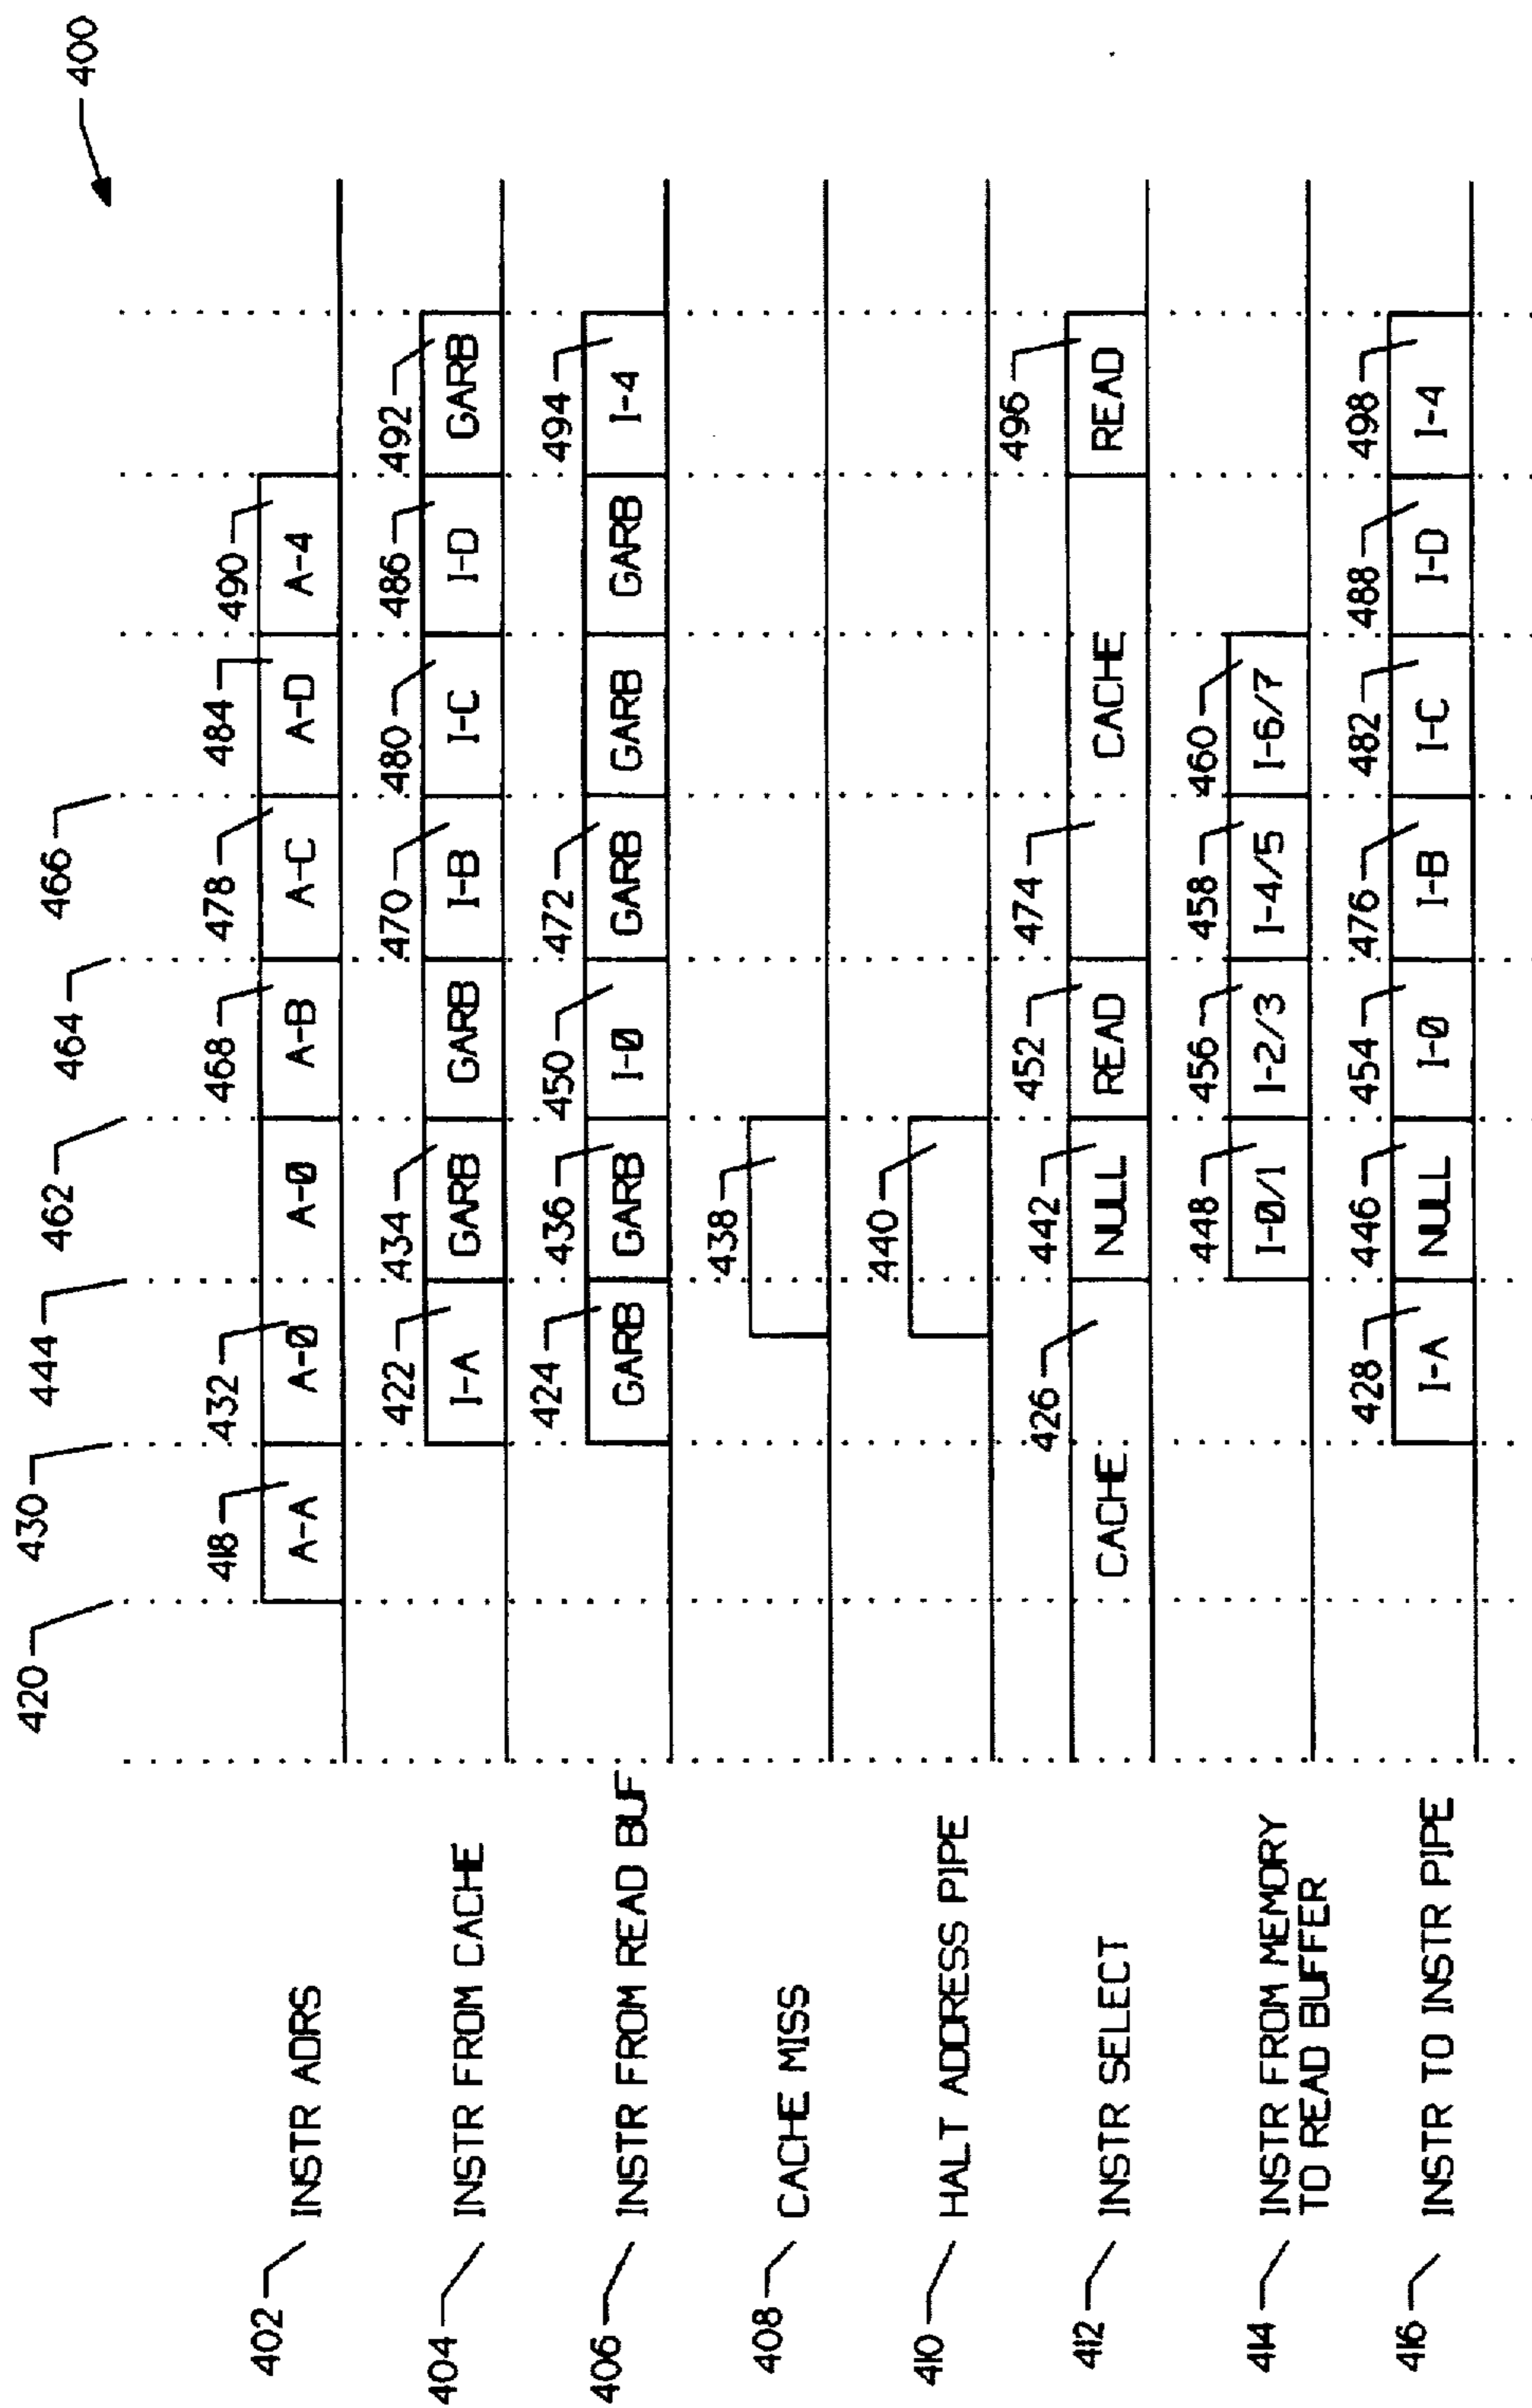 400
420 430 444 462 464 466
402 INSTR ADRS
418 432 468 478 484 490
A-A A-0 A-0 A-B A-C A-D A-4
404 INSTR FROM CACHE
422 434 470 480 486 492
I-A GARB GARB I-B I-C I-D GARB
406 INSTR FROM READ BUF
424 436 450 472 494
GARB GARB I-0 GARB GARB GARB I-4
408 CACHE MISS
438
410 HALT ADDRESS PIPE
440
412 INSTR SELECT
426 442 452 474 496
CACHE NULL READ CACHE READ
414 INSTR FROM MEMORY
TO READ BUFFER
448 456 458 460
I-0/1 I-2/3 I-4/5 I-6/7
416 INSTR TO INSTR PIPE
428 446 454 476 482 488 498
I-A NULL I-0 I-B I-C I-D I-4